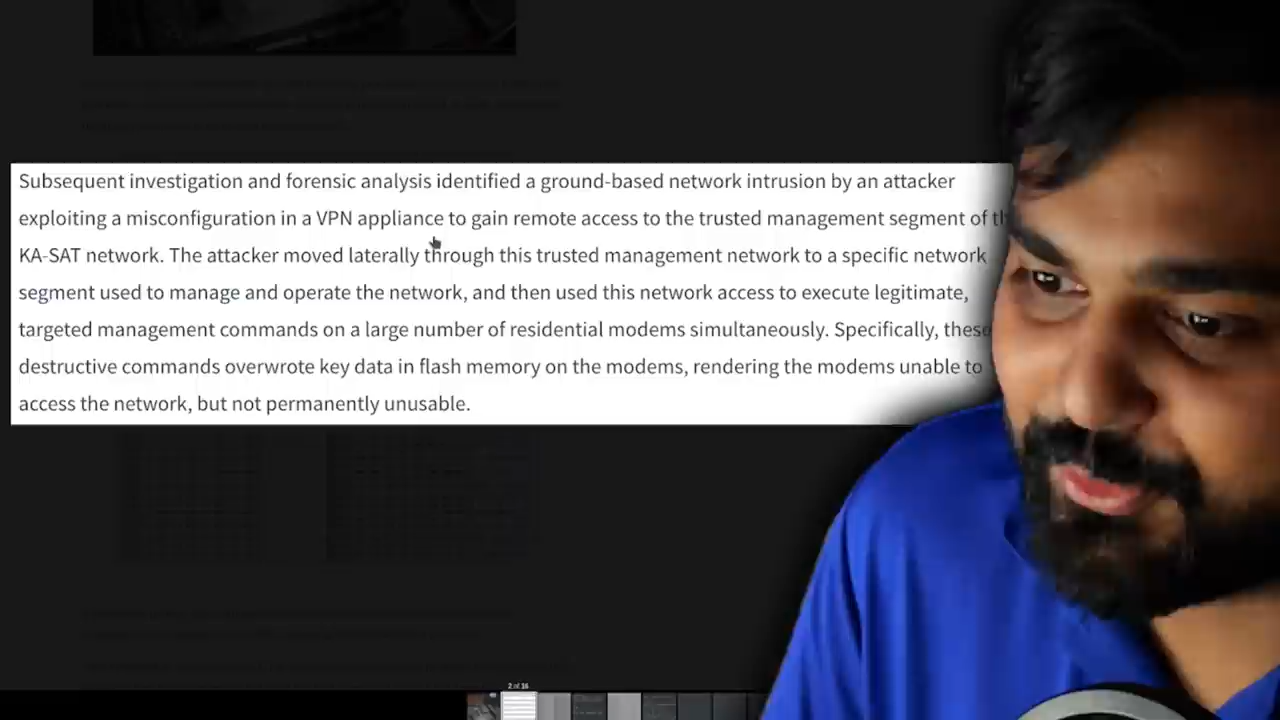 Subsequent investigation and forensic analysis identified a ground-based network intrusion by an attacker
exploiting a misconfiguration in a VPN appliance to gain remote access to the trusted management segment of
KA-SAT network. The attacker moved laterally through this trusted management network to a specific network
segment used to manage and operate the network, and then used this network access to execute legitimate,
targeted management commands on a large number of residential modems simultaneously. Specifically, these
destructive commands overwrote key data in flash memory on the modems, rendering the modems unable to
access the network, but not permanently unusable.
2 of 16